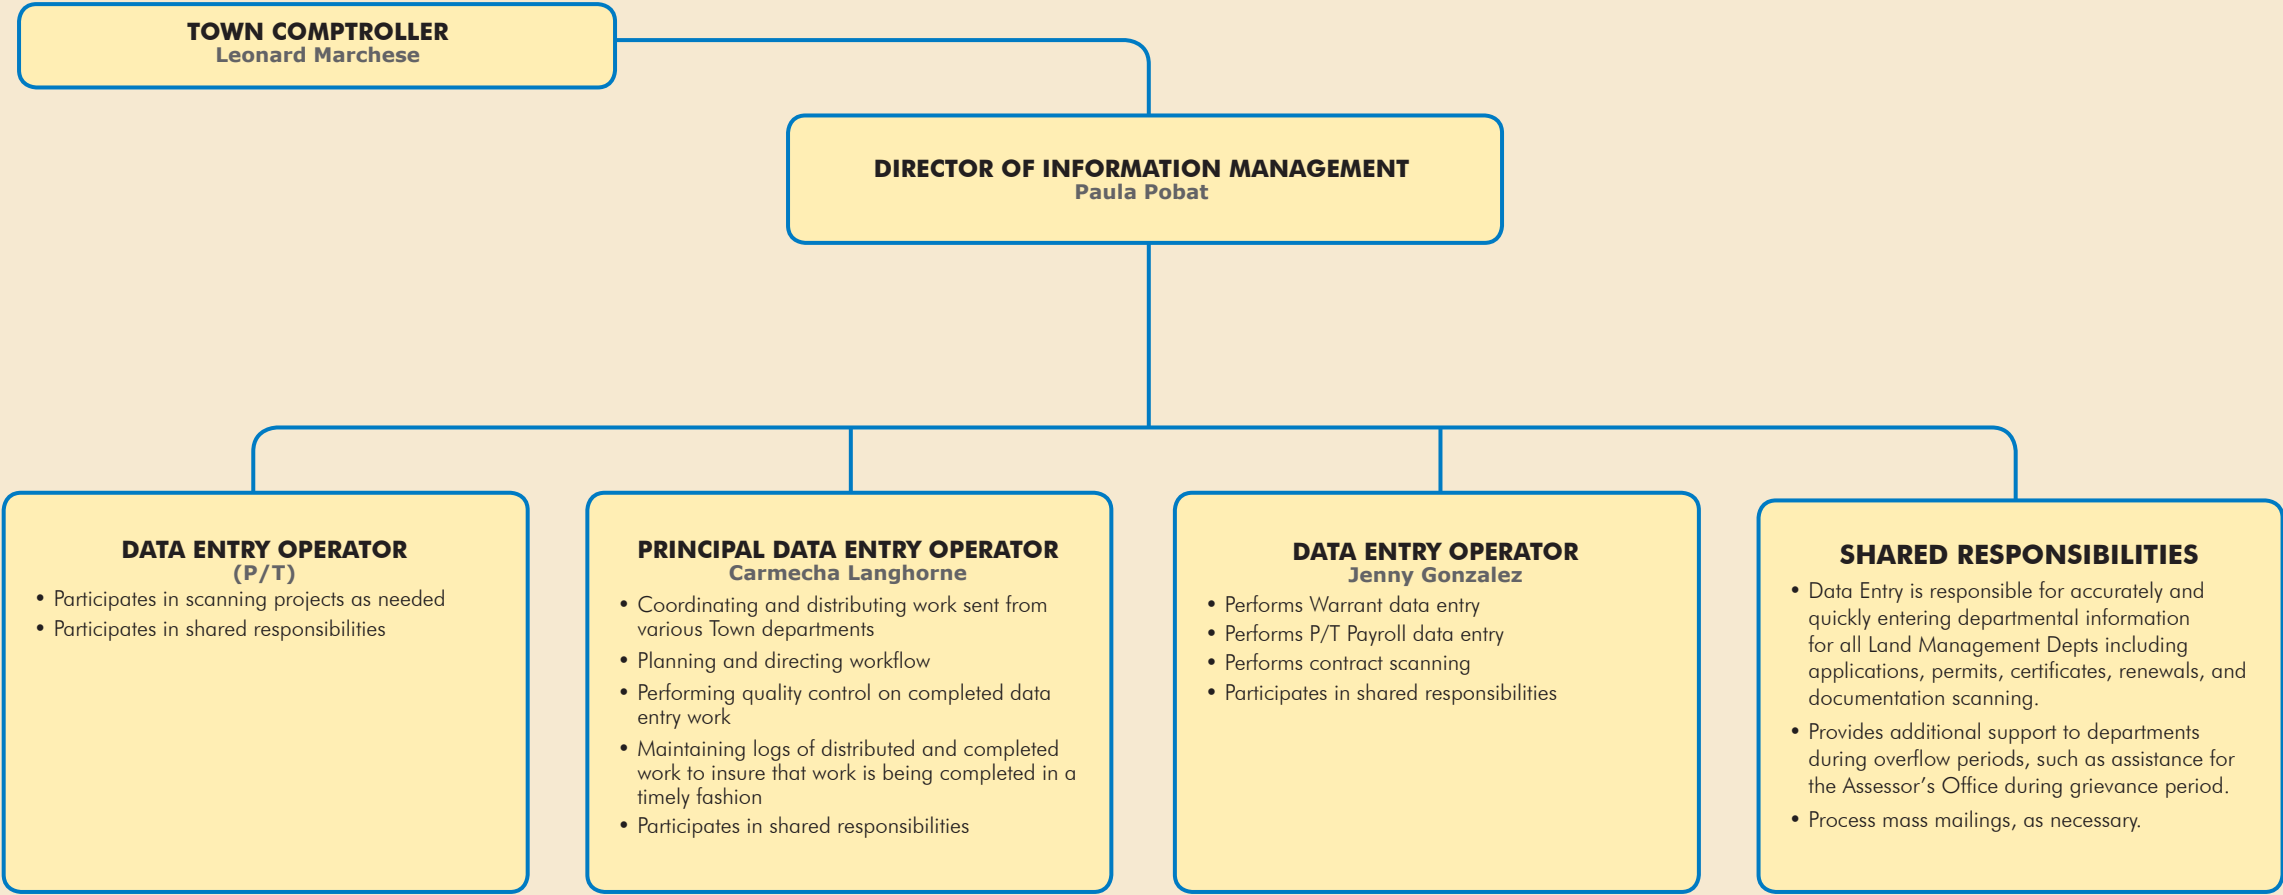 TOWN COMPTROLLER
Leonard Marchese
DIRECTOR OF INFORMATION MANAGEMENT
Paula Pobat
DATA ENTRY OPERATOR
(P/T)
• Participates in scanning projects as needed
• Participates in shared responsibilities
PRINCIPAL DATA ENTRY OPERATOR
Carmecha Langhorne
• Coordinating and distributing work sent from
various Town departments
• Planning and directing workflow
• Performing quality control on completed data
entry work
• Maintaining logs of distributed and completed
work to insure that work is being completed in a
timely fashion
• Participates in shared responsibilities
DATA ENTRY OPERATOR
Jenny Gonzalez
• Performs Warrant data entry
• Performs P/T Payroll data entry
• Performs contract scanning
• Participates in shared responsibilities
SHARED RESPONSIBILITIES
• Data Entry is responsible for accurately and
quickly entering departmental information
for all Land Management Depts including
applications, permits, certificates, renewals, and
documentation scanning.
• Provides additional support to departments
during overflow periods, such as assistance for
the Assessor’s Office during grievance period.
• Process mass mailings, as necessary.